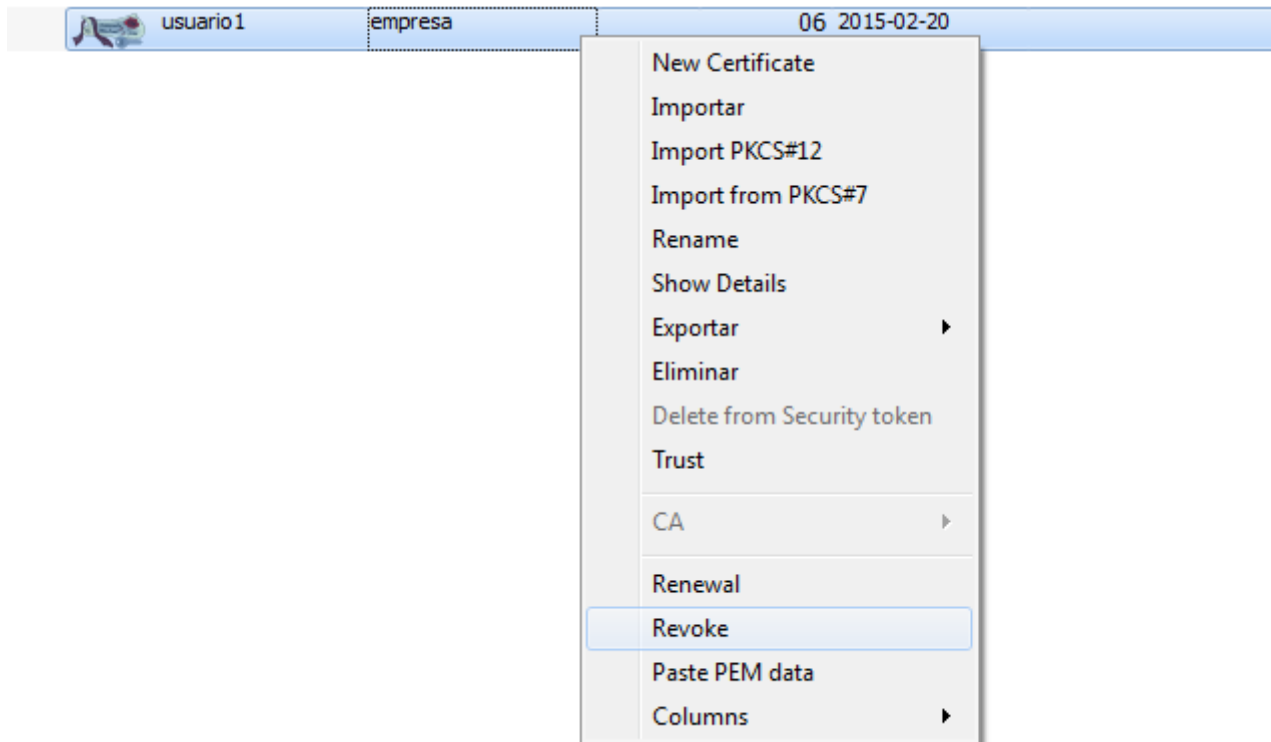 usuario1 empresa 06 2015-02-20
New Certificate
Importar
Import PKCS#12
Import from PKCS#7
Rename
Show Details
Exportar
Eliminar
Delete from Security token
Trust
CA
Renewal
Revoke
Paste PEM data
Columns